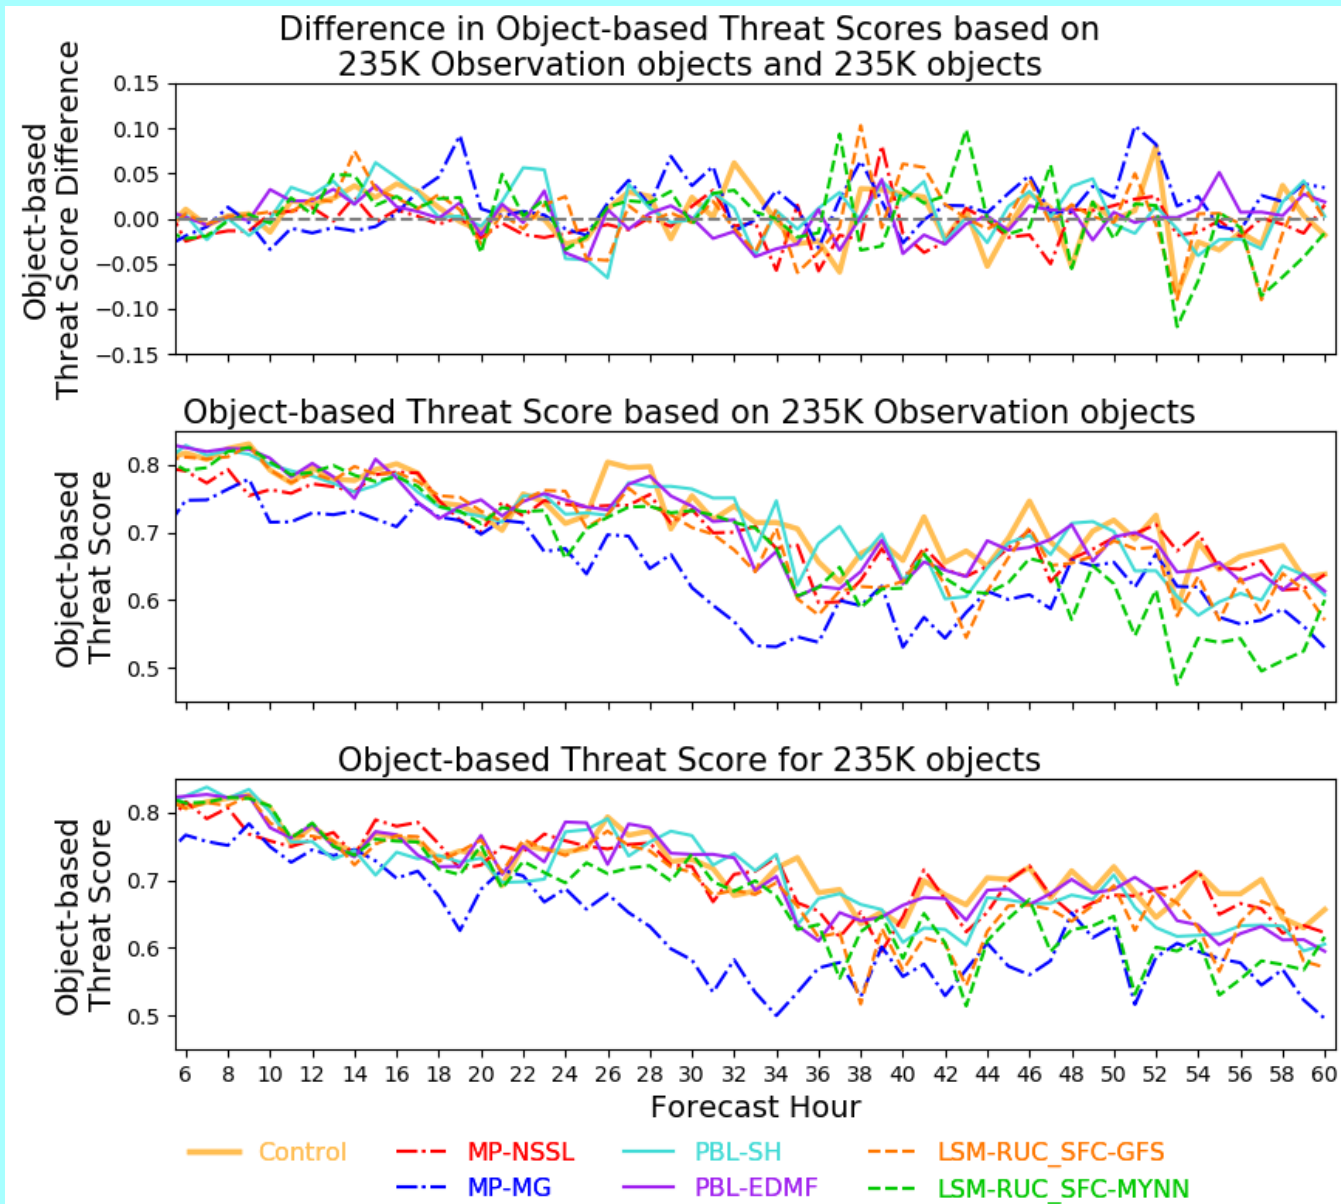 Difference in Object-based Threat Scores based on
235K Observation objects and 235K objects
Object-based
Threat Score Difference
0.15
0.10
0.05
0.00
−0.05
−0.10
−0.15
Object-based Threat Score based on 235K Observation objects
Object-based
Threat Score
0.8
0.7
0.6
0.5
Object-based Threat Score for 235K objects
Object-based
Threat Score
0.8
0.7
0.6
0.5
6 8 10 12 14 16 18 20 22 24 26 28 30 32 34 36 38 40 42 44 46 48 50 52 54 56 58 60
Forecast Hour
Control MP-NSSL PBL-SH LSM-RUC_SFC-GFS
MP-MG PBL-EDMF LSM-RUC_SFC-MYNN